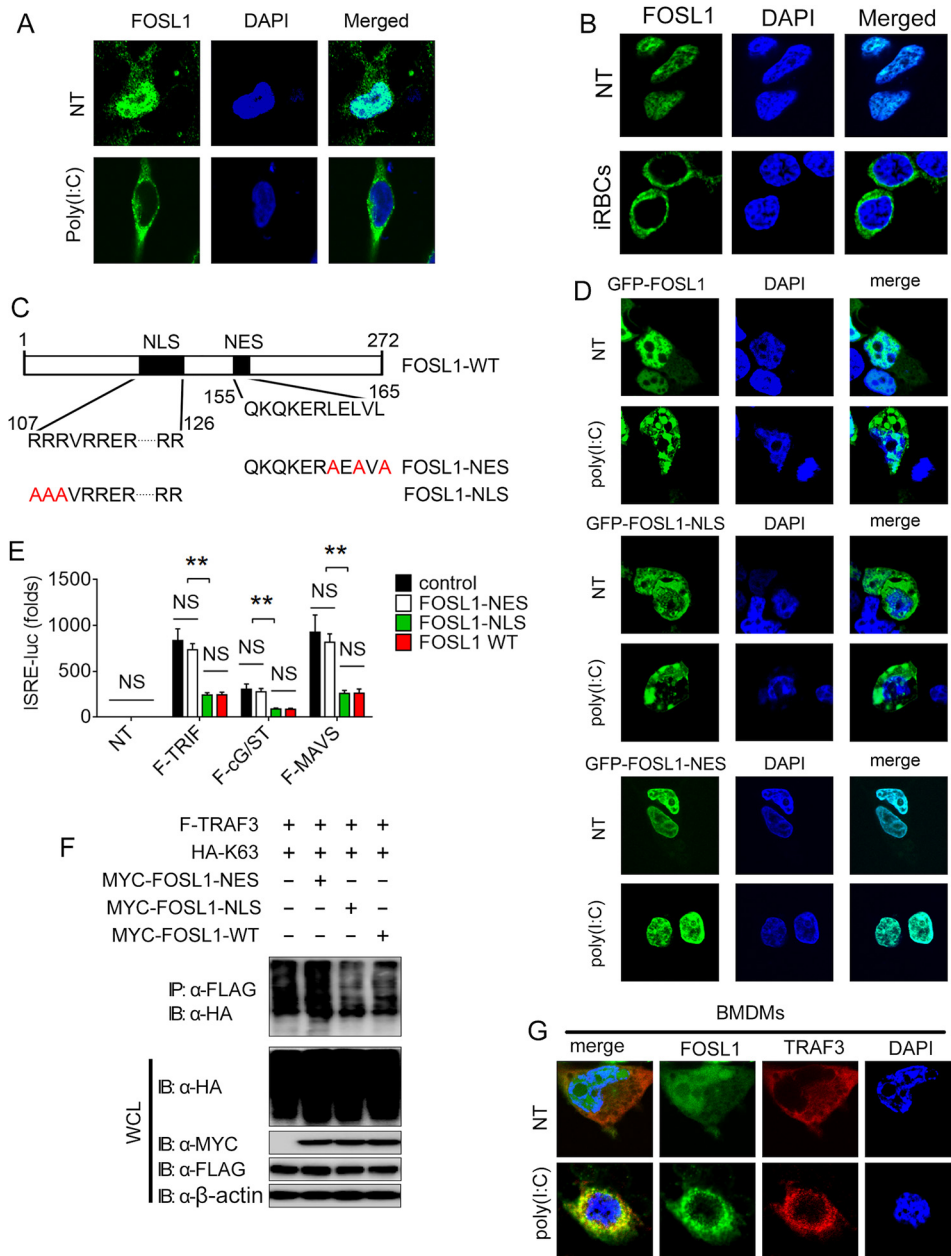 A
FOSL1 DAPI Merged
NT
Poly(I:C)
B
FOSL1 DAPI Merged
NT
iRBCs
C
1 NLS NES 272
FOSL1-WT
155 165
QKQKERLELVL
107 126
RRRVRRER······RR
QKQKERAEAVA FOSL1-NES
AAAVRRER······RR FOSL1-NLS
D
GFP-FOSL1 DAPI merge
NT
poly(I:C)
GFP-FOSL1-NLS DAPI merge
NT
poly(I:C)
GFP-FOSL1-NES DAPI merge
NT
poly(I:C)
E
ISRE-luc (folds)
1500
1000
500
0
NS
** NS NS
** NS NS
** NS NS
NT F-TRIF F-cG/ST F-MAVS
control
FOSL1-NES
FOSL1-NLS
FOSL1 WT
F
F-TRAF3 + + + +
HA-K63 + + + +
MYC-FOSL1-NES − + − −
MYC-FOSL1-NLS − − + −
MYC-FOSL1-WT − − − +
IP: α-FLAG
IB: α-HA
WCL
IB: α-HA
IB: α-MYC
IB: α-FLAG
IB: α-β-actin
G
BMDMs
merge FOSL1 TRAF3 DAPI
NT
poly(I:C)